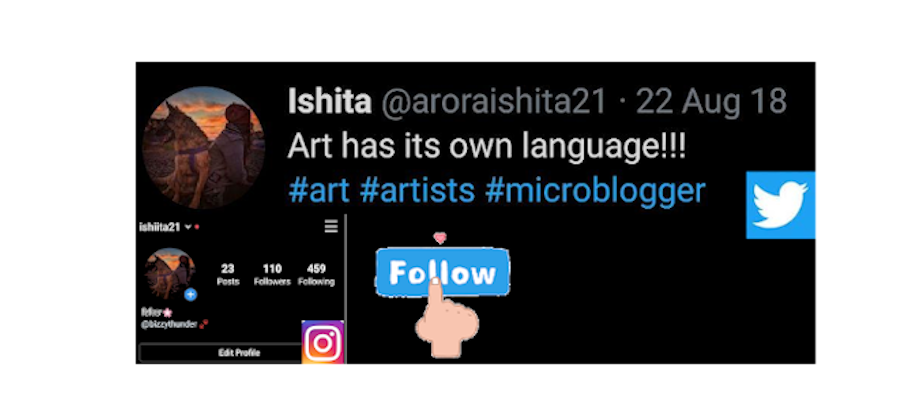 Ishita @aroraishita21 · 22 Aug 18
Art has its own language!!!
#art #artists #microblogger
ishiita21
23 110 459
Posts Followers Following
@bizzythunder
Edit Profile
Follow